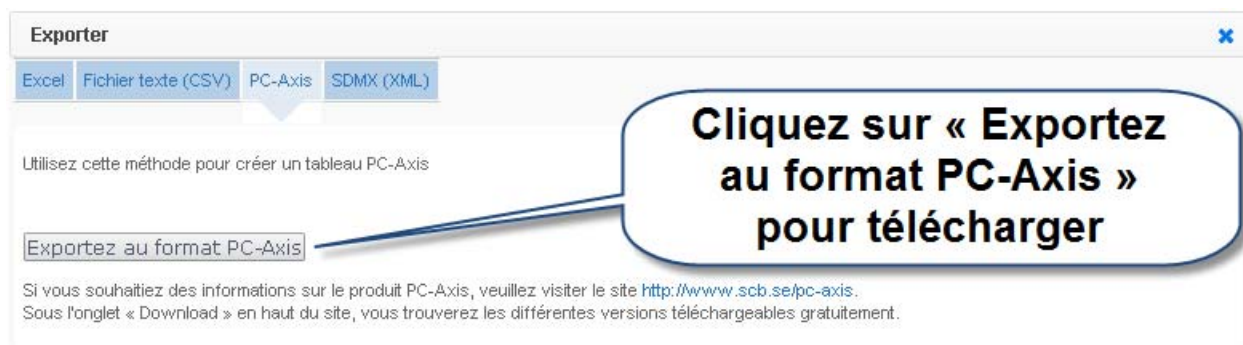 Exporter
Excel Fichier texte (CSV) PC-Axis SDMX (XML)
Utilisez cette méthode pour créer un tableau PC-Axis
Cliquez sur « Exportez
au format PC-Axis »
pour télécharger
Exportez au format PC-Axis
Si vous souhaitiez des informations sur le produit PC-Axis, veuillez visiter le site http://www.scb.se/pc-axis.
Sous l'onglet « Download » en haut du site, vous trouverez les différentes versions téléchargeables gratuitement.